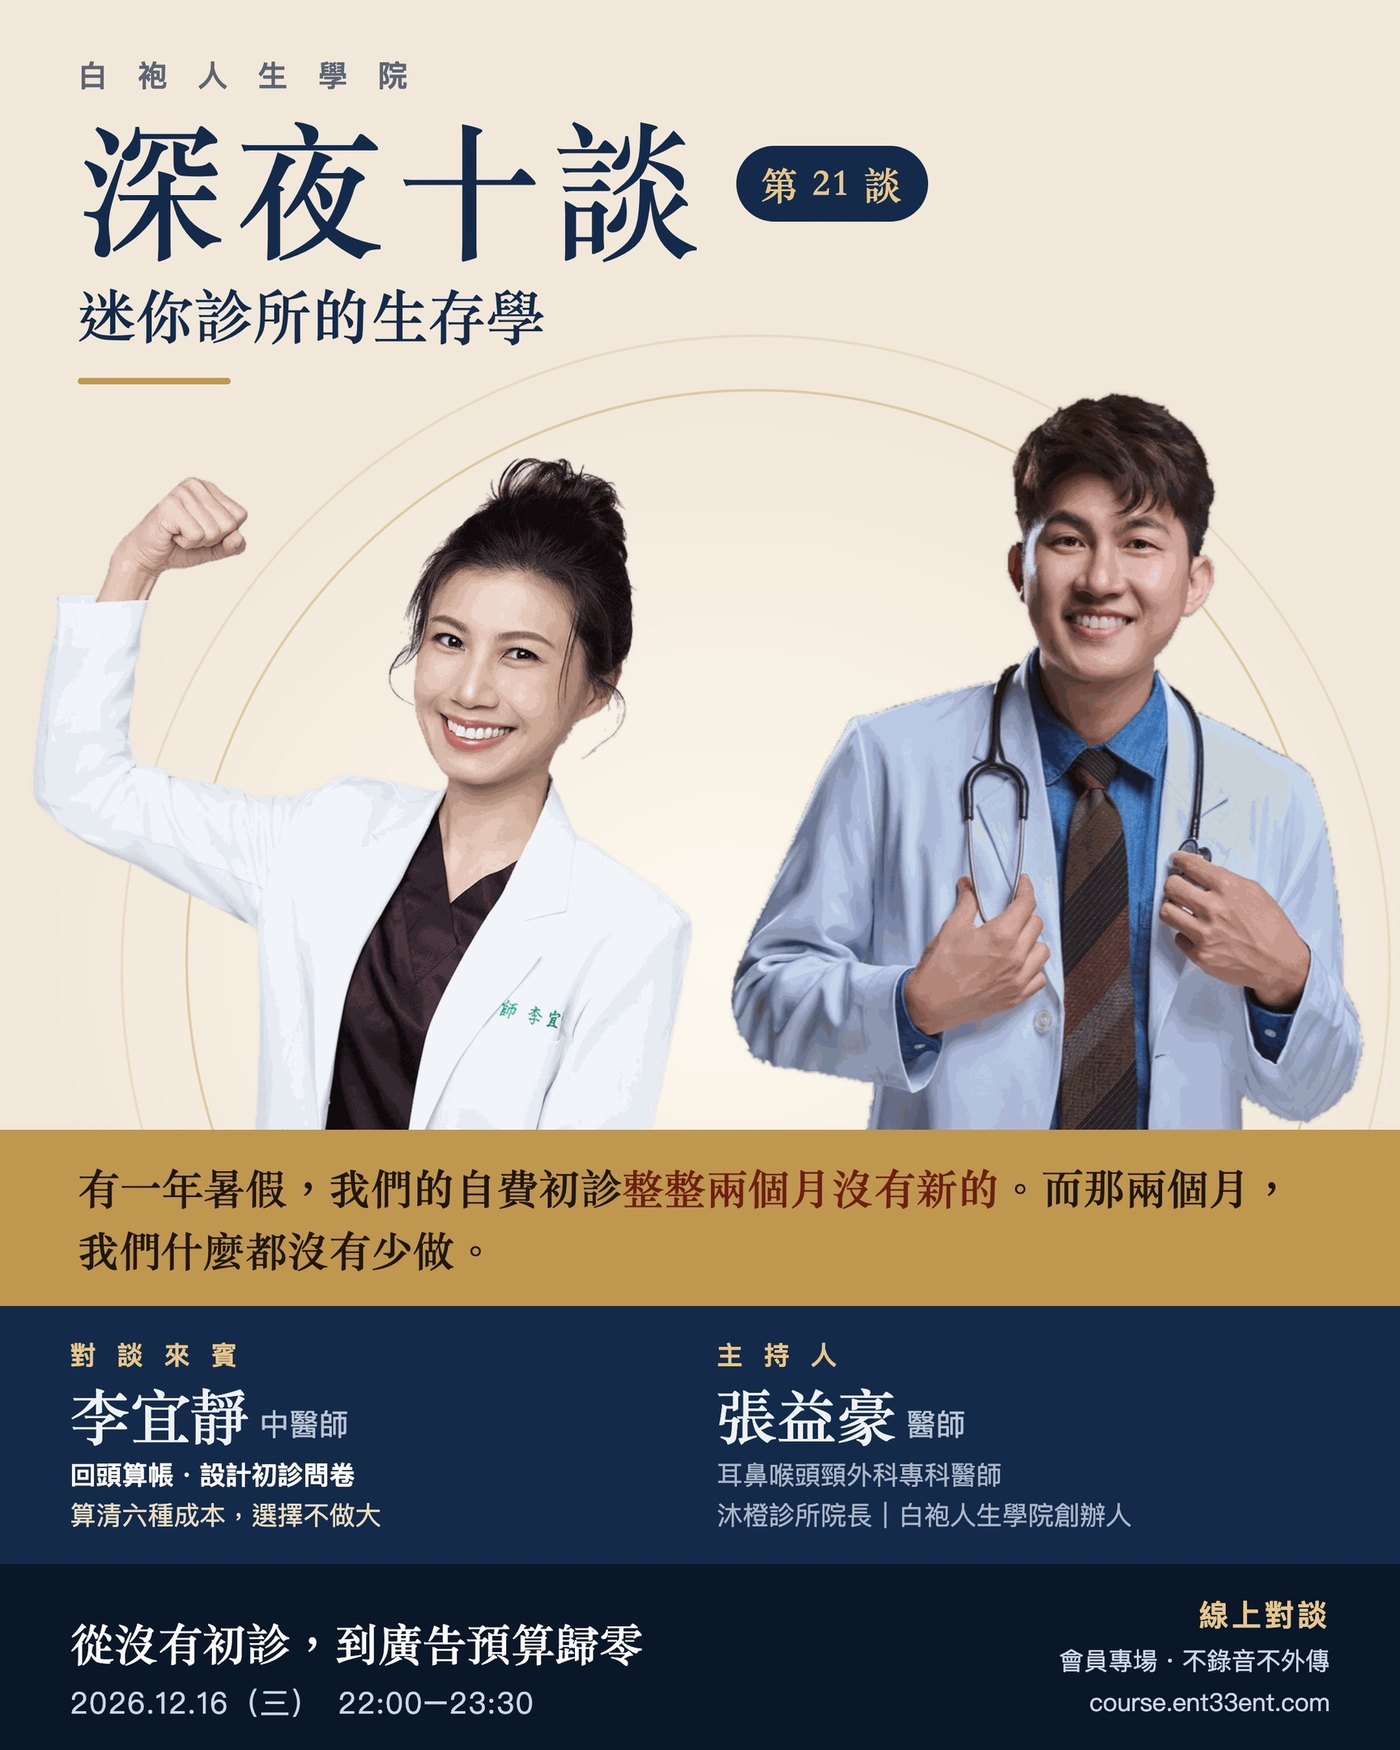 白袍人生學院
深夜十談
第 21 談
迷你診所的生存學
師 李宜
有一年暑假，我們的自費初診整整兩個月沒有新的。而那兩個月，
我們什麼都沒有少做。
對談來賓
李宜靜 中醫師
回頭算帳・設計初診問卷
算清六種成本，選擇不做大
主持人
張益豪 醫師
耳鼻喉頭頸外科專科醫師
沐橙診所院長｜白袍人生學院創辦人
從沒有初診，到廣告預算歸零
2026.12.16（三） 22:00—23:30
線上對談
會員專場・不錄音不外傳
course.ent33ent.com